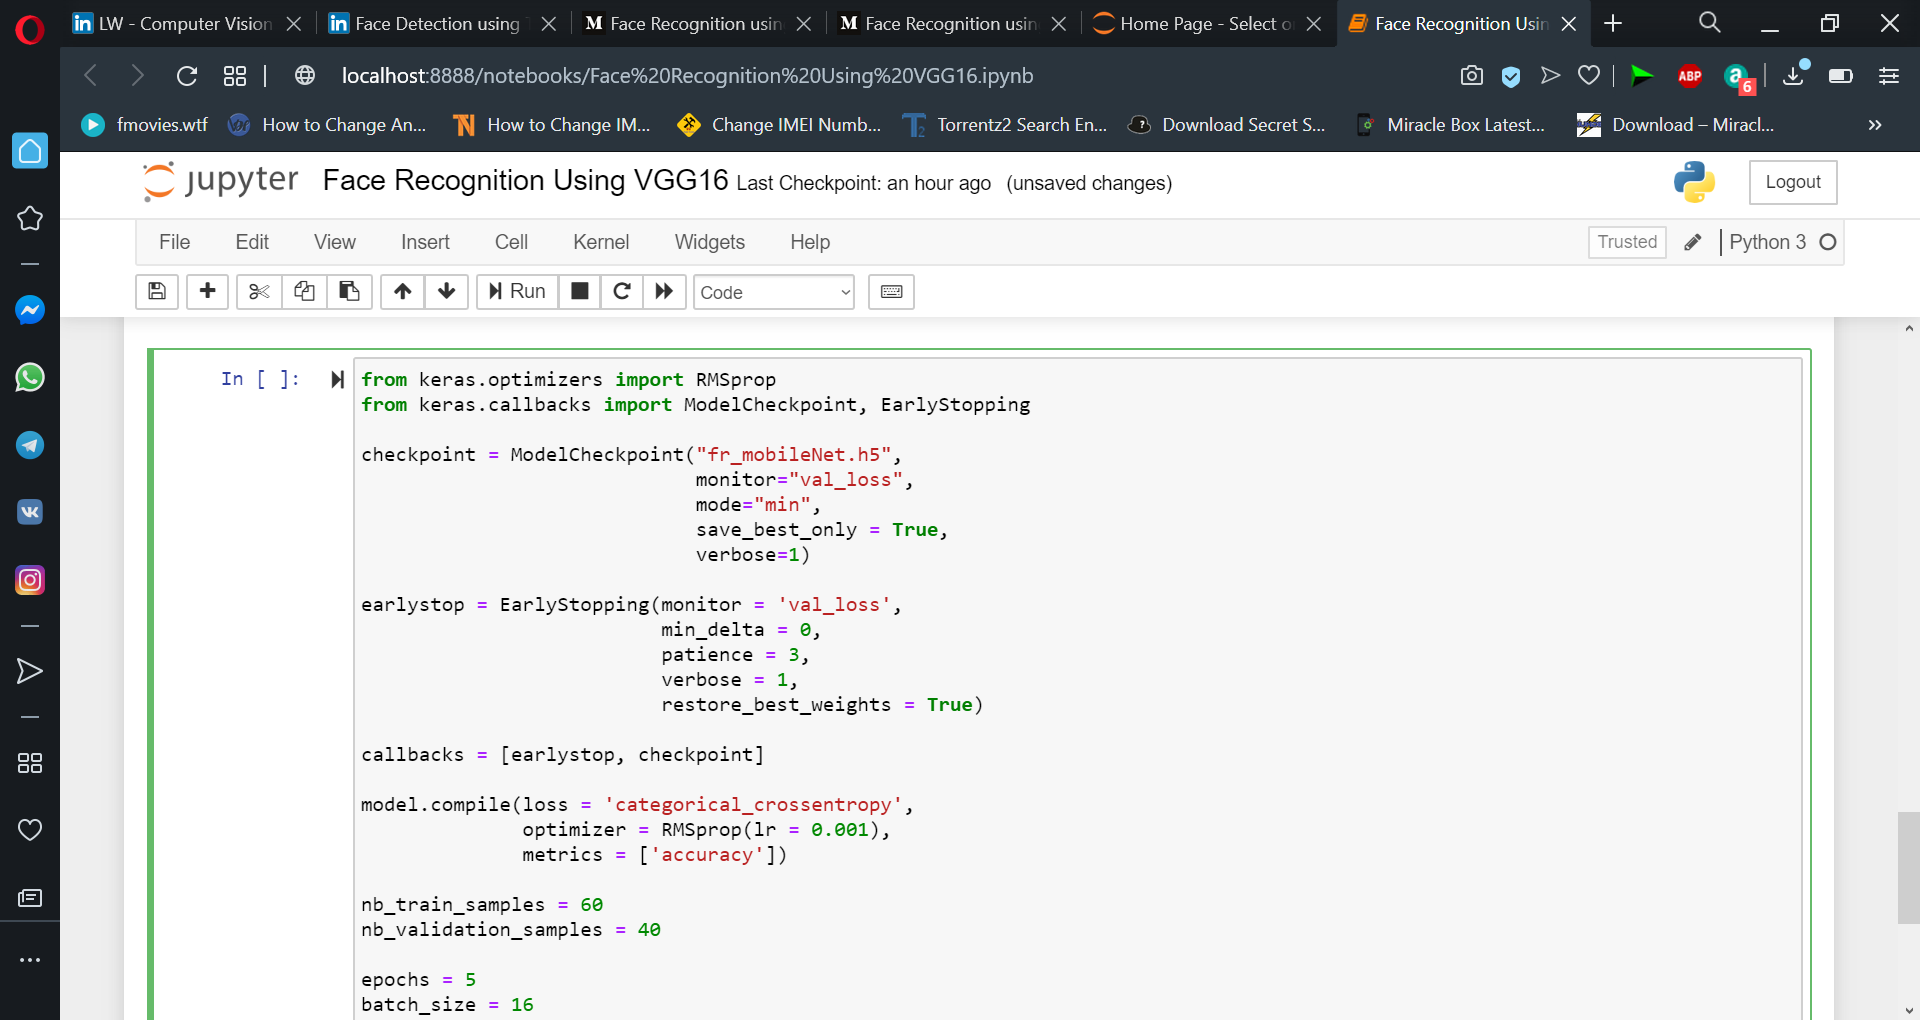 LW - Computer Vision
Face Detection using
Face Recognition usin
Face Recognition usin
Home Page - Select o
Face Recognition Usin
localhost:8888/notebooks/Face%20Recognition%20Using%20VGG16.ipynb
ABP
a
6
fmovies.wtf
How to Change An...
How to Change IM...
Change IMEI Numb...
Torrentz2 Search En...
Download Secret S...
Miracle Box Latest...
Download – Miracl...
»
jupyter Face Recognition Using VGG16 Last Checkpoint: an hour ago (unsaved changes)
Logout
File Edit View Insert Cell Kernel Widgets Help
Trusted
Python 3
Run
Code
In [ ]:
from keras.optimizers import RMSprop
from keras.callbacks import ModelCheckpoint, EarlyStopping
checkpoint = ModelCheckpoint("fr_mobileNet.h5",
monitor="val_loss",
mode="min",
save_best_only = True,
verbose=1)
earlystop = EarlyStopping(monitor = 'val_loss',
min_delta = 0,
patience = 3,
verbose = 1,
restore_best_weights = True)
callbacks = [earlystop, checkpoint]
model.compile(loss = 'categorical_crossentropy',
optimizer = RMSprop(lr = 0.001),
metrics = ['accuracy'])
nb_train_samples = 60
nb_validation_samples = 40
epochs = 5
batch_size = 16